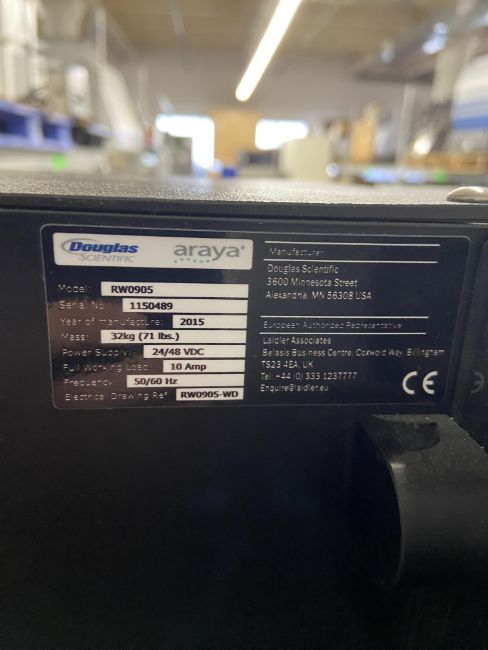 Douglas
SCIENTIFIC
araya
Model: RW0905
Serial No: 1150489
Year of manufacture: 2015
Mass: 32kg (71 lbs.)
Power Supply: 24/48 VDC
Full Working Load: 10 Amp
Frequency 50/60 Hz
Electrical Drawing Ref RW0905-WD
Manufacturer
Douglas Scientific
3600 Minnesota Street
Alexandria, MN 56308 USA
European Authorized Representative
Laidler Associates
Belasis Business Centre, Coxwold Way, Billingham
TS23 4EA, UK
Tel: +44 (0) 333 1237777
Enquire@laidler.eu
CE